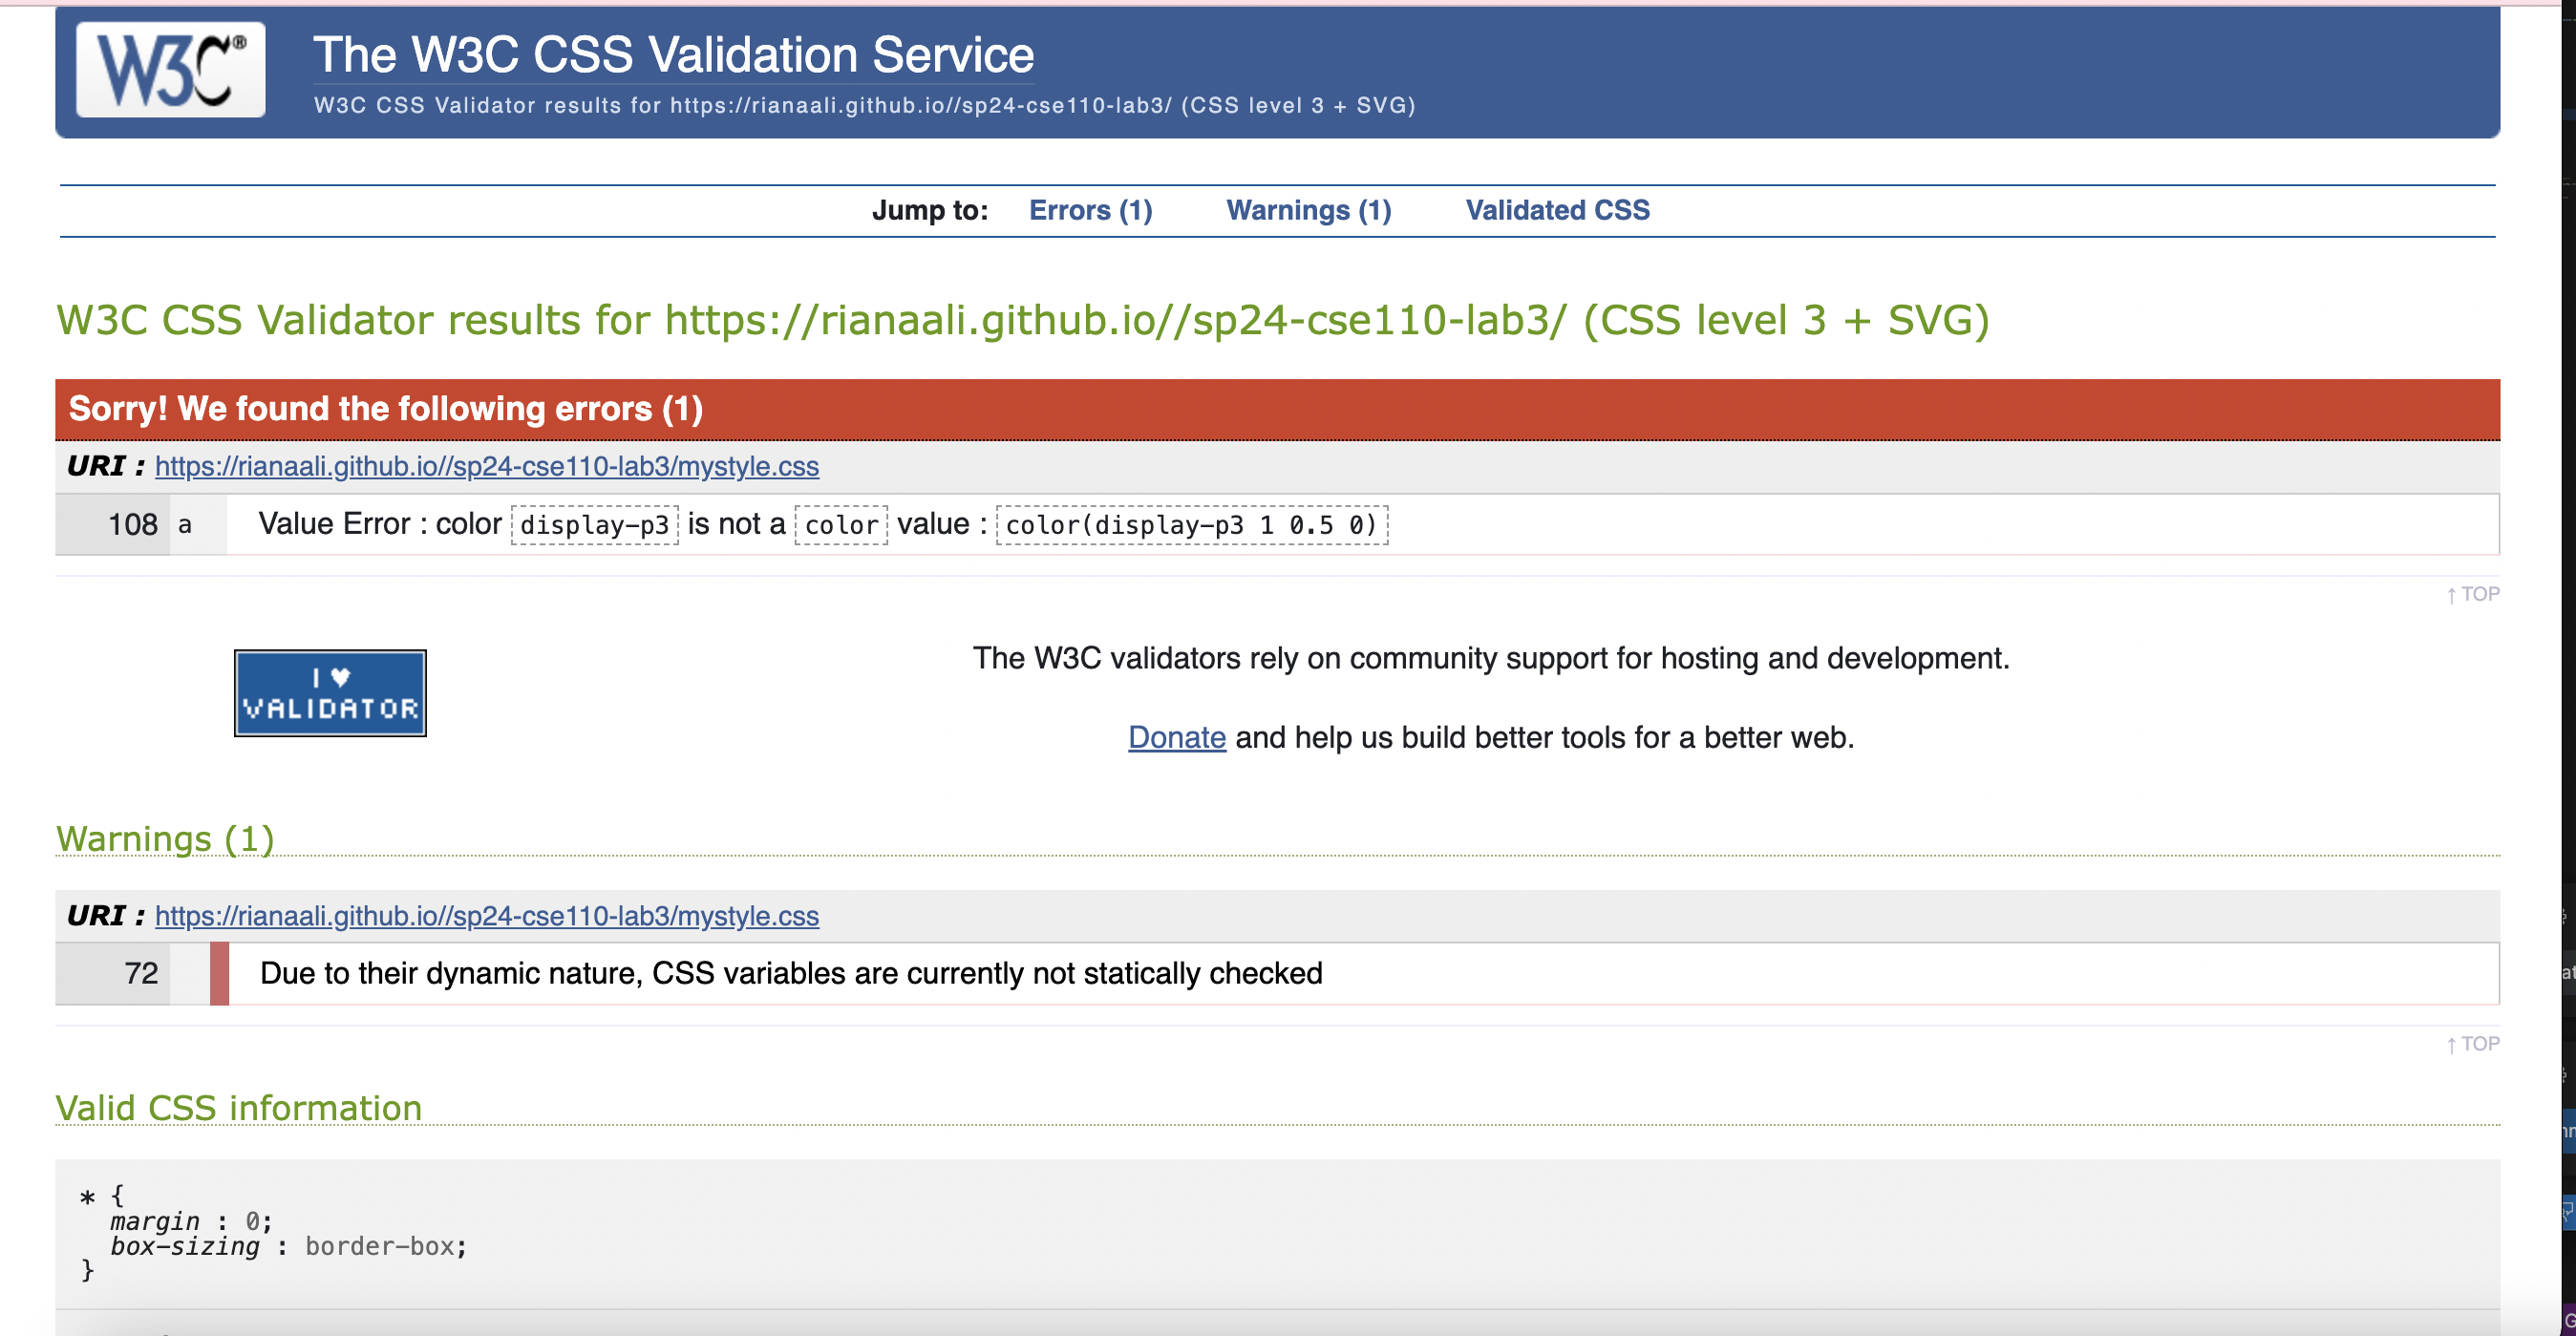 W3C®
The W3C CSS Validation Service
W3C CSS Validator results for https://rianaali.github.io//sp24-cse110-lab3/ (CSS level 3 + SVG)
Jump to: Errors (1) Warnings (1) Validated CSS
W3C CSS Validator results for https://rianaali.github.io//sp24-cse110-lab3/ (CSS level 3 + SVG)
Sorry! We found the following errors (1)
URI : https://rianaali.github.io//sp24-cse110-lab3/mystyle.css
108 a Value Error : color display-p3 is not a color value : color(display-p3 1 0.5 0)
↑ TOP
I ♥
VALIDATOR
The W3C validators rely on community support for hosting and development.
Donate and help us build better tools for a better web.
Warnings (1)
URI : https://rianaali.github.io//sp24-cse110-lab3/mystyle.css
72 Due to their dynamic nature, CSS variables are currently not statically checked
↑ TOP
Valid CSS information
* {
margin : 0;
box-sizing : border-box;
}